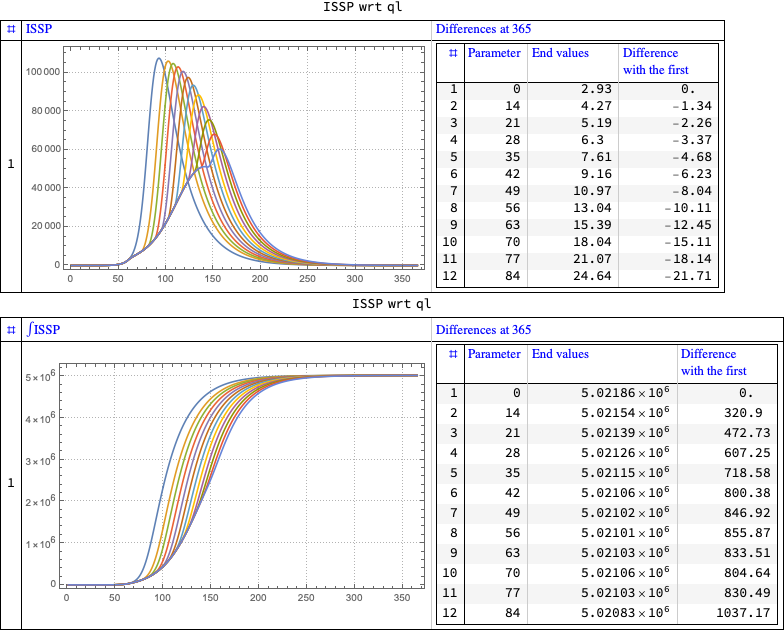 ISSP wrt ql
# ISSP Differences at 365
1
100 000
80 000
60 000
40 000
20 000
0
0 50 100 150 200 250 300 350
# Parameter End values Difference
with the first
1 0 2.93 0.
2 14 4.27 -1.34
3 21 5.19 -2.26
4 28 6.3 -3.37
5 35 7.61 -4.68
6 42 9.16 -6.23
7 49 10.97 -8.04
8 56 13.04 -10.11
9 63 15.39 -12.45
10 70 18.04 -15.11
11 77 21.07 -18.14
12 84 24.64 -21.71
ISSP wrt ql
# ∫ISSP Differences at 365
1
5×10⁶
4×10⁶
3×10⁶
2×10⁶
1×10⁶
0
0 50 100 150 200 250 300 350
# Parameter End values Difference
with the first
1 0 5.02186×10⁶ 0.
2 14 5.02154×10⁶ 320.9
3 21 5.02139×10⁶ 472.73
4 28 5.02126×10⁶ 607.25
5 35 5.02115×10⁶ 718.58
6 42 5.02106×10⁶ 800.38
7 49 5.02102×10⁶ 846.92
8 56 5.02101×10⁶ 855.87
9 63 5.02103×10⁶ 833.51
10 70 5.02106×10⁶ 804.64
11 77 5.02103×10⁶ 830.49
12 84 5.02083×10⁶ 1037.17